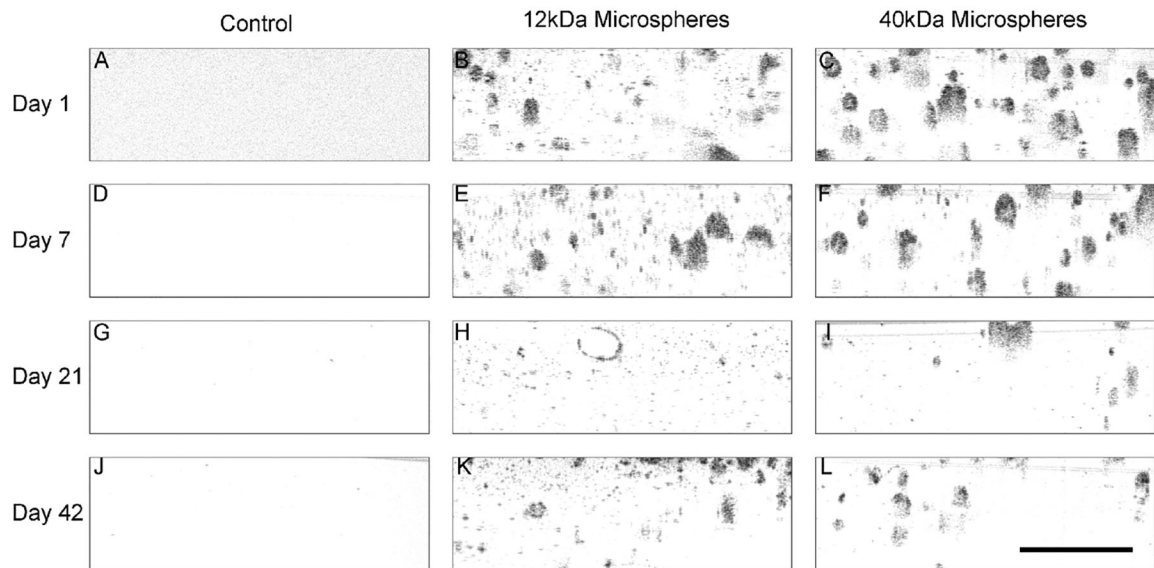 Control 12kDa Microspheres 40kDa Microspheres
A B C
Day 1
D E F
Day 7
G H I
Day 21
J K L
Day 42